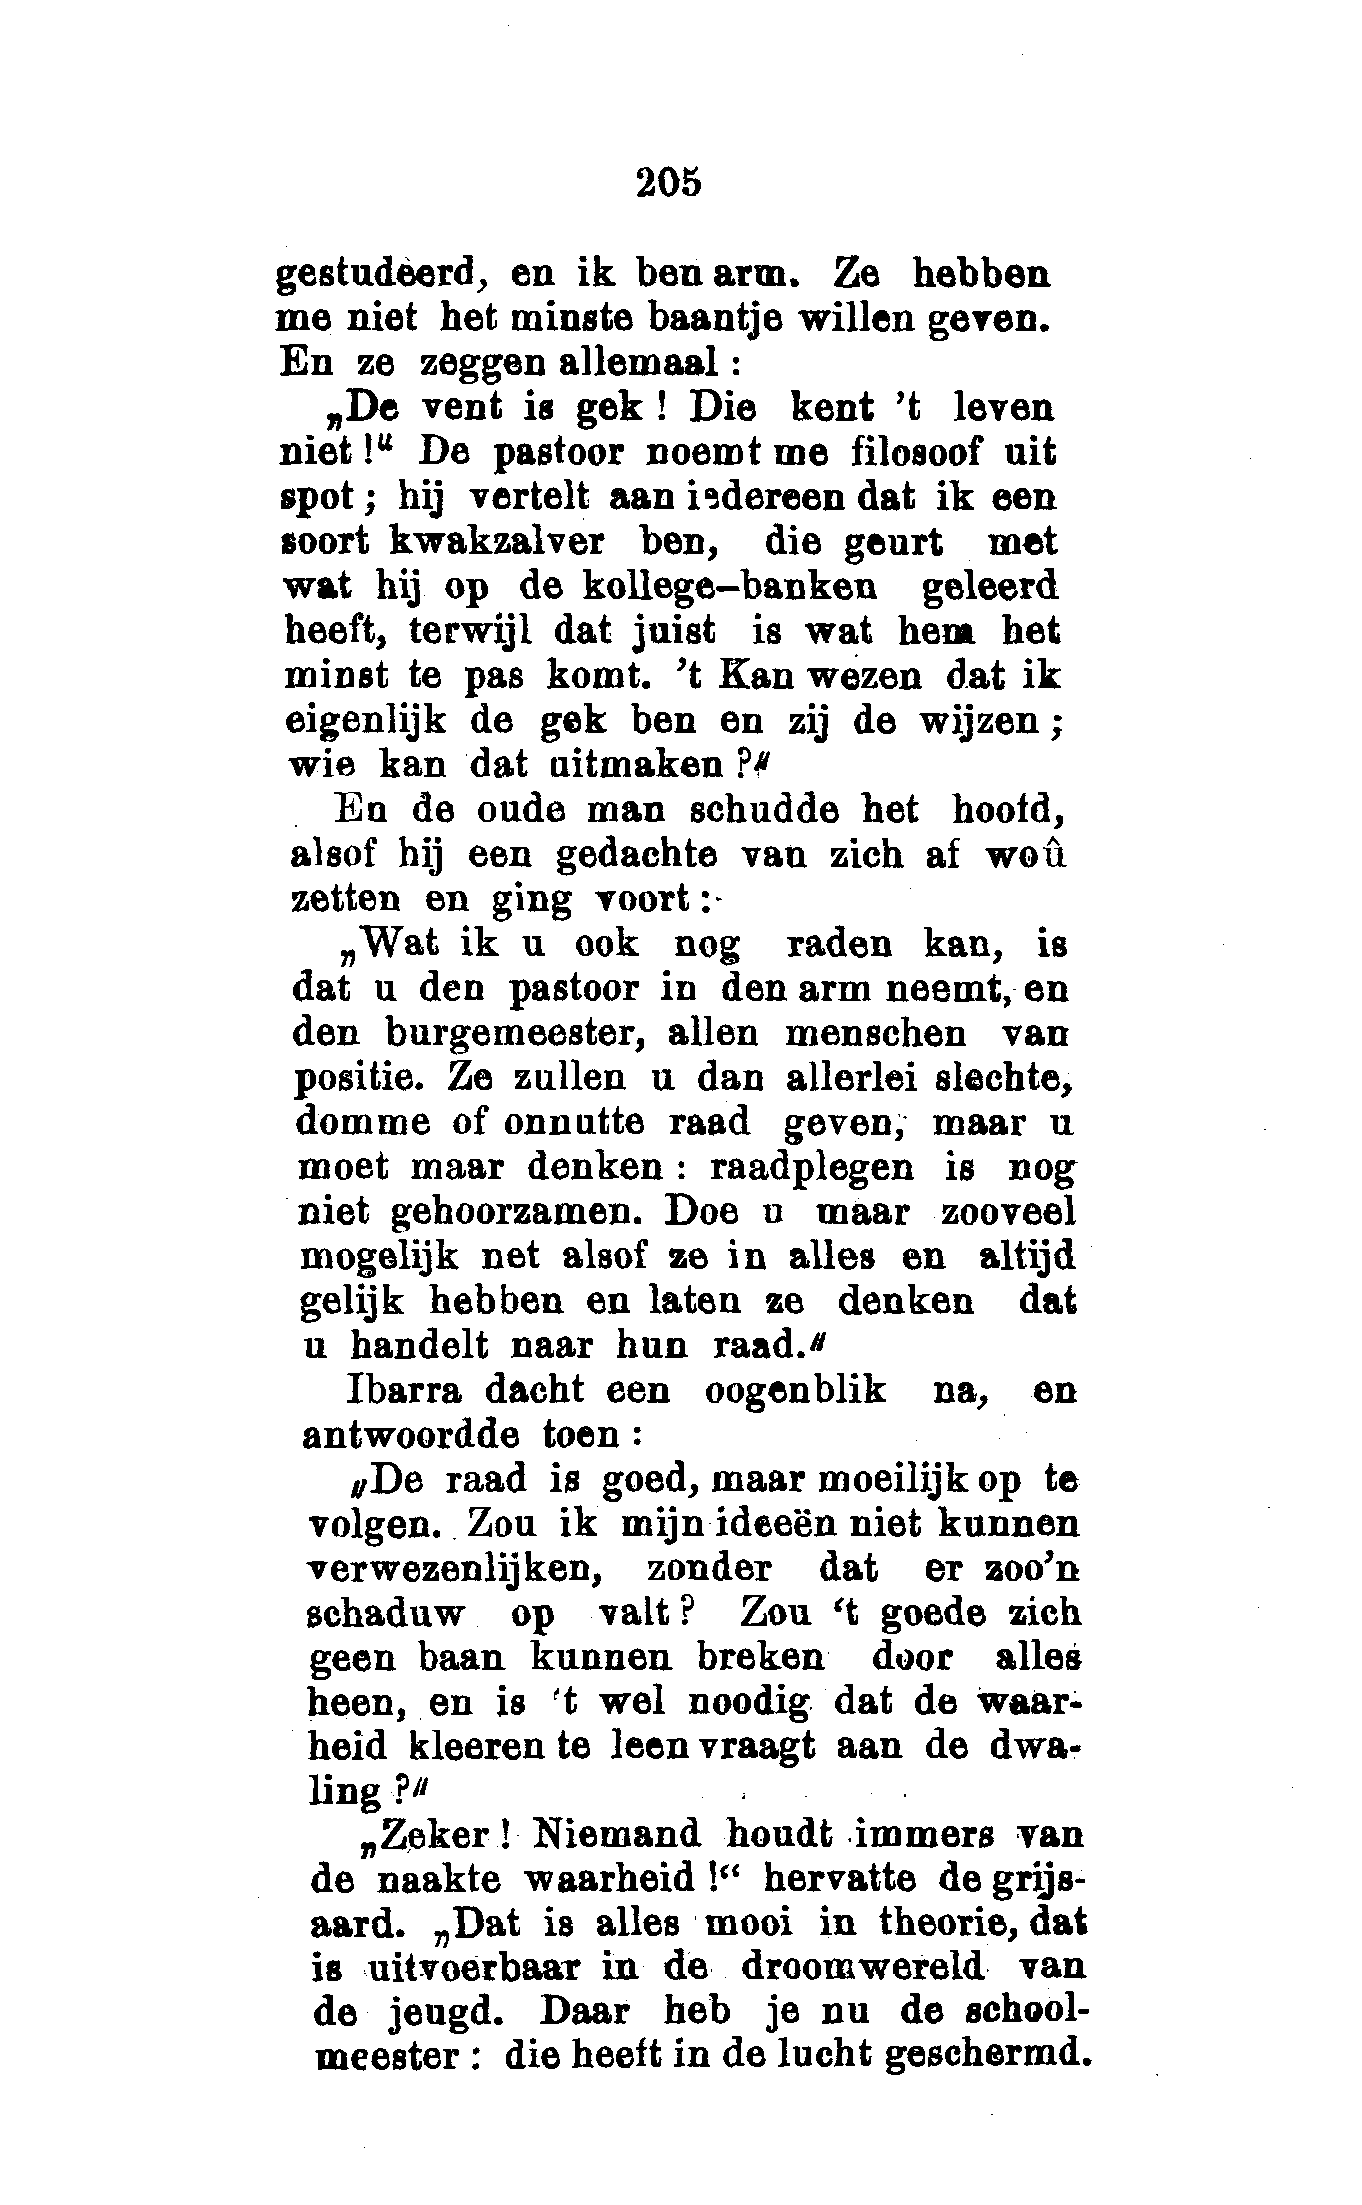 205
gestudeerd, en ik ben arm. Ze hebben
me niet het minste baantje willen geven.
En ze zeggen allemaal :
„De vent is gek ! Die kent 't leven
niet !“ De pastoor noemt me filosoof uit
spot ; hij vertelt aan iedereen dat ik een
soort kwakzalver ben, die geurt met
wat hij op de kollege-banken geleerd
heeft, terwijl dat juist is wat hem het
minst te pas komt. 't Kan wezen dat ik
eigenlijk de gek ben en zij de wijzen ;
wie kan dat uitmaken ?"
En de oude man schudde het hoofd,
alsof hij een gedachte van zich af woû
zetten en ging voort :
„Wat ik u ook nog raden kan, is
dat u den pastoor in den arm neemt, en
den burgemeester, allen menschen van
positie. Ze zullen u dan allerlei slechte,
domme of onnutte raad geven, maar u
moet maar denken : raadplegen is nog
niet gehoorzamen. Doe u maar zooveel
mogelijk net alsof ze in alles en altijd
gelijk hebben en laten ze denken dat
u handelt naar hun raad."
Ibarra dacht een oogenblik na, en
antwoordde toen :
„De raad is goed, maar moeilijk op te
volgen. Zou ik mijn ideeën niet kunnen
verwezenlijken, zonder dat er zoo'n
schaduw op valt ? Zou ‘t goede zich
geen baan kunnen breken door alles
heen, en is 't wel noodig dat de waar-
heid kleeren te leen vraagt aan de dwa-
ling ?"
„Zeker ! Niemand houdt immers van
de naakte waarheid !“ hervatte de grijs-
aard. „Dat is alles mooi in theorie, dat
is uitvoerbaar in de droomwereld van
de jeugd. Daar heb je nu de school-
meester : die heeft in de lucht geschermd.